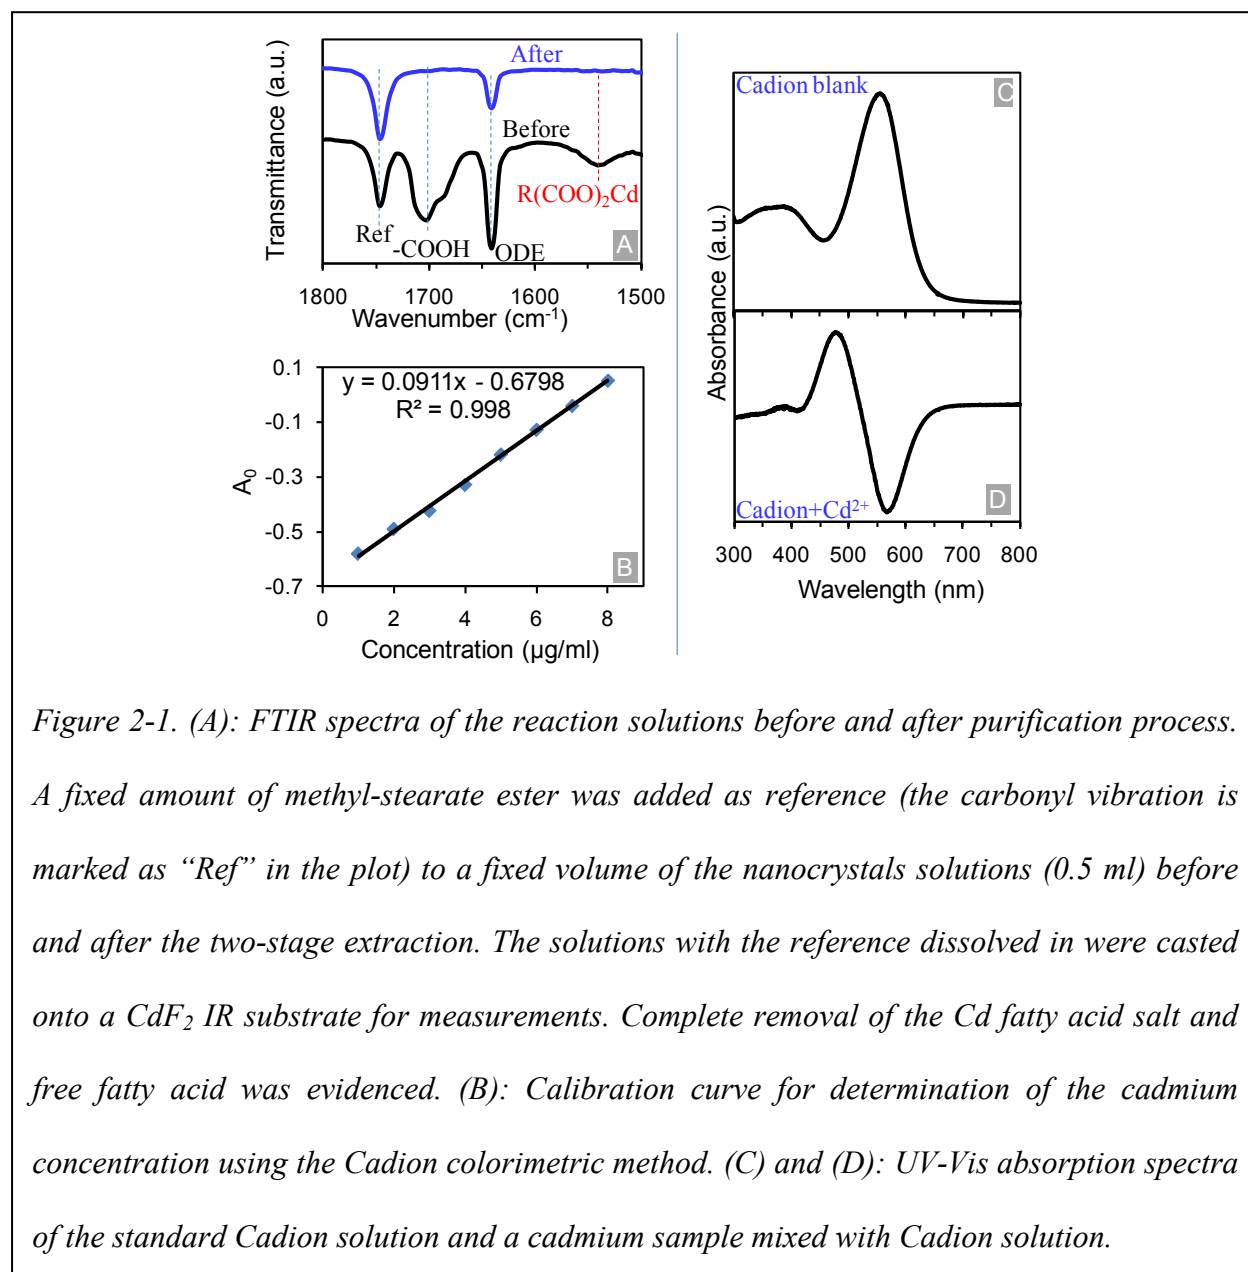 After
Before
R(COO)₂Cd
Ref
-COOH
ODE
A
Transmittance (a.u.)
1800 1700 1600 1500
Wavenumber (cm⁻¹)
0.1
-0.1
-0.3
-0.5
-0.7
y = 0.0911x - 0.6798
R² = 0.998
A₀
B
0 2 4 6 8
Concentration (µg/ml)
Cadion blank
C
Absorbance (a.u.)
D
Cadion+Cd²⁺
300 400 500 600 700 800
Wavelength (nm)
Figure 2-1. (A): FTIR spectra of the reaction solutions before and after purification process.
A fixed amount of methyl-stearate ester was added as reference (the carbonyl vibration is
marked as “Ref” in the plot) to a fixed volume of the nanocrystals solutions (0.5 ml) before
and after the two-stage extraction. The solutions with the reference dissolved in were casted
onto a CdF₂ IR substrate for measurements. Complete removal of the Cd fatty acid salt and
free fatty acid was evidenced. (B): Calibration curve for determination of the cadmium
concentration using the Cadion colorimetric method. (C) and (D): UV-Vis absorption spectra
of the standard Cadion solution and a cadmium sample mixed with Cadion solution.